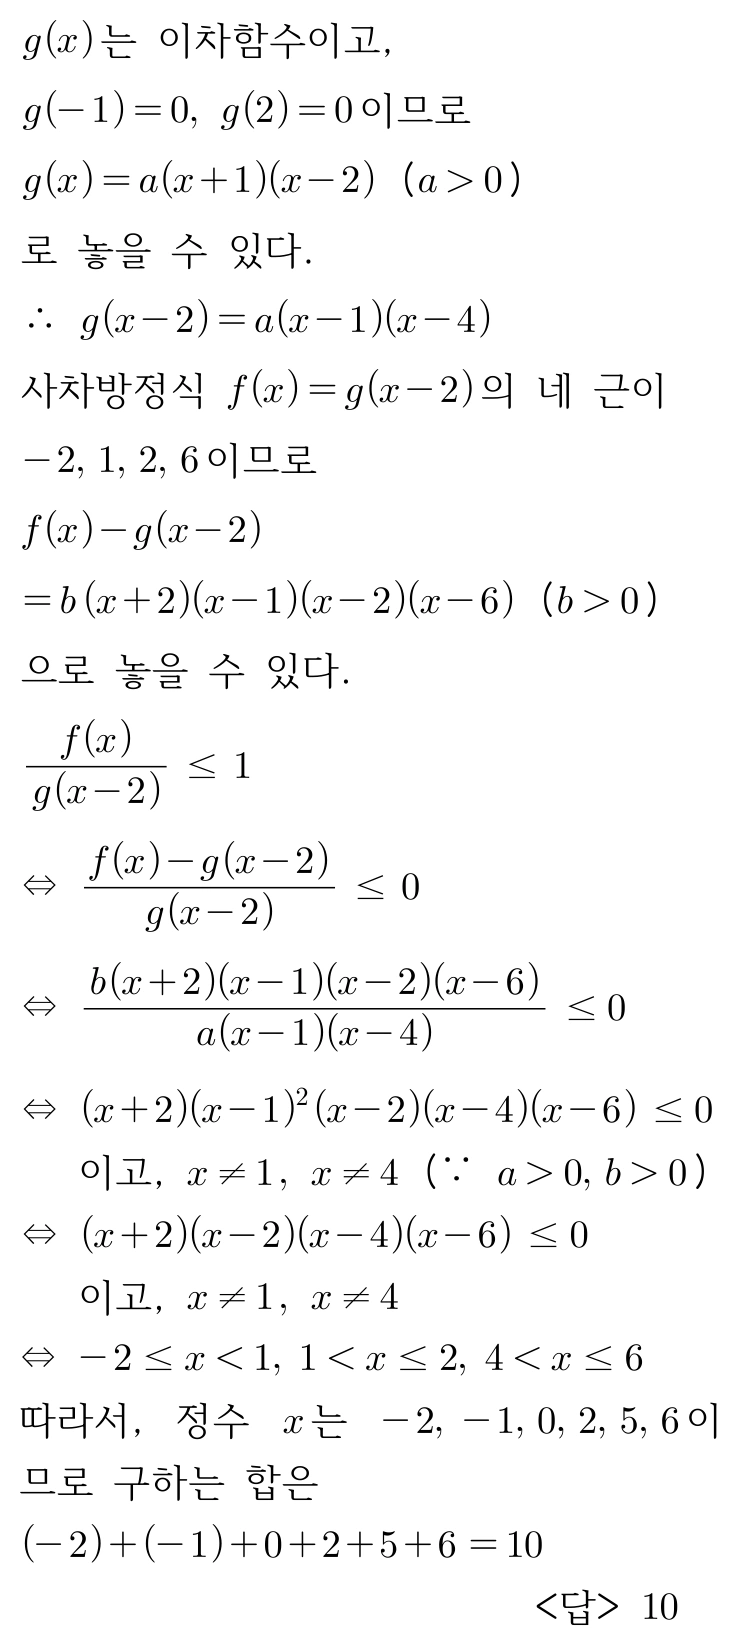 g(x)는 이차함수이고,
g(−1)=0, g(2)=0이므로
g(x)=a(x+1)(x−2) (a>0)
로 놓을 수 있다.
∴ g(x−2)=a(x−1)(x−4)
사차방정식 f(x)=g(x−2)의 네 근이
−2, 1, 2, 6이므로
f(x)−g(x−2)
=b(x+2)(x−1)(x−2)(x−6) (b>0)
으로 놓을 수 있다.
f(x)/g(x−2) ≤ 1
⇔ (f(x)−g(x−2))/g(x−2) ≤ 0
⇔ b(x+2)(x−1)(x−2)(x−6)/a(x−1)(x−4) ≤ 0
⇔ (x+2)(x−1)²(x−2)(x−4)(x−6) ≤ 0
이고, x≠1, x≠4 (∵ a>0, b>0)
⇔ (x+2)(x−2)(x−4)(x−6) ≤ 0
이고, x≠1, x≠4
⇔ −2≤x<1, 1<x≤2, 4<x≤6
따라서, 정수 x는 −2, −1, 0, 2, 5, 6이
므로 구하는 합은
(−2)+(−1)+0+2+5+6=10
<답> 10